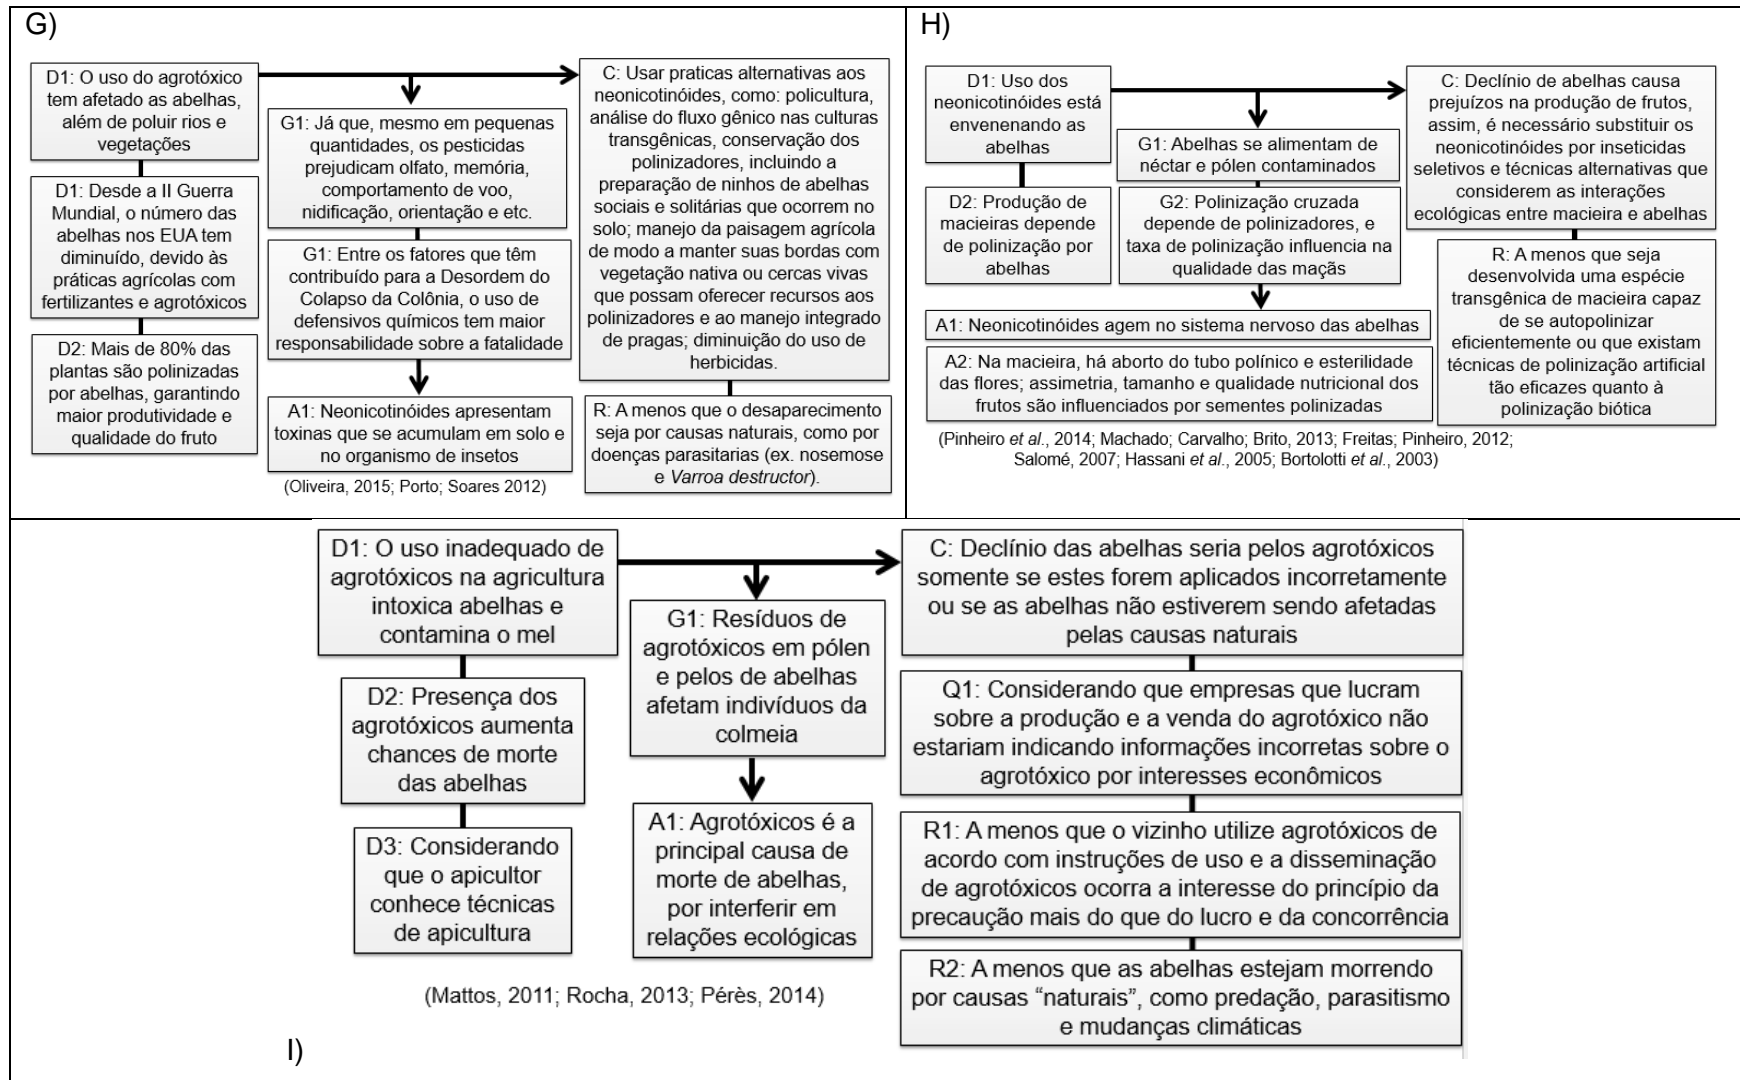 G)
D1: O uso do agrotóxico
tem afetado as abelhas,
além de poluir rios e
vegetações
D1: Desde a II Guerra
Mundial, o número das
abelhas nos EUA tem
diminuído, devido às
práticas agrícolas com
fertilizantes e agrotóxicos
D2: Mais de 80% das
plantas são polinizadas
por abelhas, garantindo
maior produtividade e
qualidade do fruto
G1: Já que, mesmo em pequenas
quantidades, os pesticidas
prejudicam olfato, memória,
comportamento de voo,
nidificação, orientação e etc.
G1: Entre os fatores que têm
contribuído para a Desordem do
Colapso da Colônia, o uso de
defensivos químicos tem maior
responsabilidade sobre a fatalidade
A1: Neonicotinóides apresentam
toxinas que se acumulam em solo e
no organismo de insetos
(Oliveira, 2015; Porto; Soares 2012)
C: Usar praticas alternativas aos
neonicotinóides, como: policultura,
análise do fluxo gênico nas culturas
transgênicas, conservação dos
polinizadores, incluindo a
preparação de ninhos de abelhas
sociais e solitárias que ocorrem no
solo; manejo da paisagem agrícola
de modo a manter suas bordas com
vegetação nativa ou cercas vivas
que possam oferecer recursos aos
polinizadores e ao manejo integrado
de pragas; diminuição do uso de
herbicidas.
R: A menos que o desaparecimento
seja por causas naturais, como por
doenças parasitarias (ex. nosemose
e Varroa destructor).
H)
D1: Uso dos
neonicotinóides está
envenenando as
abelhas
D2: Produção de
macieiras depende
de polinização por
abelhas
G1: Abelhas se alimentam de
néctar e pólen contaminados
G2: Polinização cruzada
depende de polinizadores, e
taxa de polinização influencia na
qualidade das maçãs
A1: Neonicotinóides agem no sistema nervoso das abelhas
A2: Na macieira, há aborto do tubo polínico e esterilidade
das flores; assimetria, tamanho e qualidade nutricional dos
frutos são influenciados por sementes polinizadas
C: Declínio de abelhas causa
prejuízos na produção de frutos,
assim, é necessário substituir os
neonicotinóides por inseticidas
seletivos e técnicas alternativas que
considerem as interações
ecológicas entre macieira e abelhas
R: A menos que seja
desenvolvida uma espécie
transgênica de macieira capaz
de se autopolinizar
eficientemente ou que existam
técnicas de polinização artificial
tão eficazes quanto à
polinização biótica
(Pinheiro et al., 2014; Machado; Carvalho; Brito, 2013; Freitas; Pinheiro, 2012;
Salomé, 2007; Hassani et al., 2005; Bortolotti et al., 2003)
D1: O uso inadequado de
agrotóxicos na agricultura
intoxica abelhas e
contamina o mel
D2: Presença dos
agrotóxicos aumenta
chances de morte
das abelhas
D3: Considerando
que o apicultor
conhece técnicas
de apicultura
G1: Resíduos de
agrotóxicos em pólen
e pelos de abelhas
afetam indivíduos da
colmeia
A1: Agrotóxicos é a
principal causa de
morte de abelhas,
por interferir em
relações ecológicas
C: Declínio das abelhas seria pelos agrotóxicos
somente se estes forem aplicados incorretamente
ou se as abelhas não estiverem sendo afetadas
pelas causas naturais
Q1: Considerando que empresas que lucram
sobre a produção e a venda do agrotóxico não
estariam indicando informações incorretas sobre o
agrotóxico por interesses econômicos
R1: A menos que o vizinho utilize agrotóxicos de
acordo com instruções de uso e a disseminação
de agrotóxicos ocorra a interesse do princípio da
precaução mais do que do lucro e da concorrência
R2: A menos que as abelhas estejam morrendo
por causas “naturais”, como predação, parasitismo
e mudanças climáticas
(Mattos, 2011; Rocha, 2013; Pérès, 2014)
I)